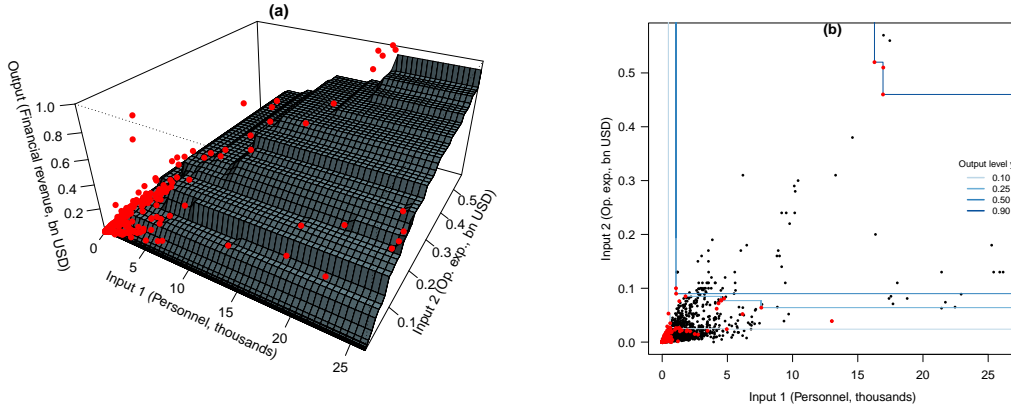 (a)
Output (Financial revenue, bn USD)
1.0
0.8
0.6
0.4
0.2
0
5
10
15
20
25
Input 1 (Personnel, thousands)
0.1
0.2
0.3
0.4
0.5
Input 2 (Op. exp., bn USD)
(b)
Input 2 (Op. exp., bn USD)
0.5
0.4
0.3
0.2
0.1
0.0
0 5 10 15 20 25
Input 1 (Personnel, thousands)
Output level y
0.10
0.25
0.50
0.90